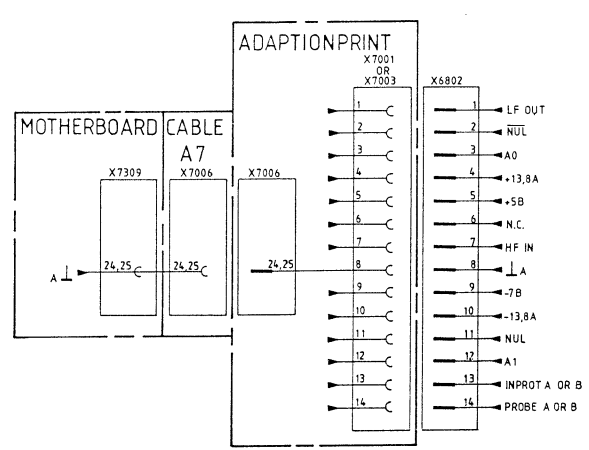 ADAPTIONPRINT
X7001
OR
X7003
X6802
MOTHERBOARD
CABLE
A7
X7309
X7006
X7006
1
2
3
4
5
6
7
8
9
10
11
12
13
14
1 LF OUT
2 NUL
3 A0
4 +13,8A
5 +5B
6 N.C.
7 HF IN
8 A
9 -7B
10 -13,8A
11 NUL
12 A1
13 INPROT A OR B
14 PROBE A OR B
A 24,25 24,25 24,25